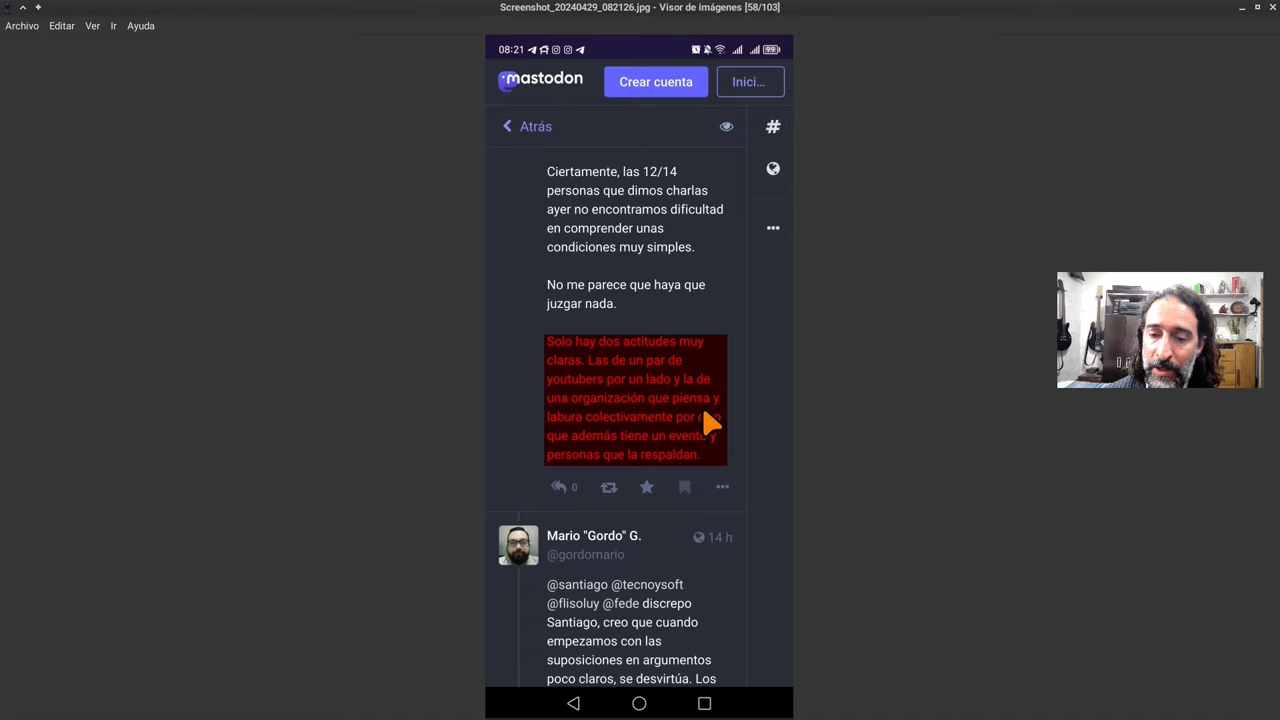 Screenshot_20240429_082126.jpg - Visor de imágenes [58/103]
Archivo Editar Ver Ir Ayuda
08:21 99
mastodon Crear cuenta Inici…
Atrás #
Ciertamente, las 12/14
personas que dimos charlas
ayer no encontramos dificultad
en comprender unas
condiciones muy simples.
No me parece que haya que
juzgar nada.
Solo hay dos actitudes muy
claras. Las de un par de
youtubers por un lado y la de
una organización que piensa y
labura colectivamente por
que además tiene un evento y
personas que la respaldan.
0
Mario "Gordo" G. 14 h
@gordomario
@santiago @tecnoysoft
@flisoluy @fede discrepo
Santiago, creo que cuando
empezamos con las
suposiciones en argumentos
poco claros, se desvirtúa. Los